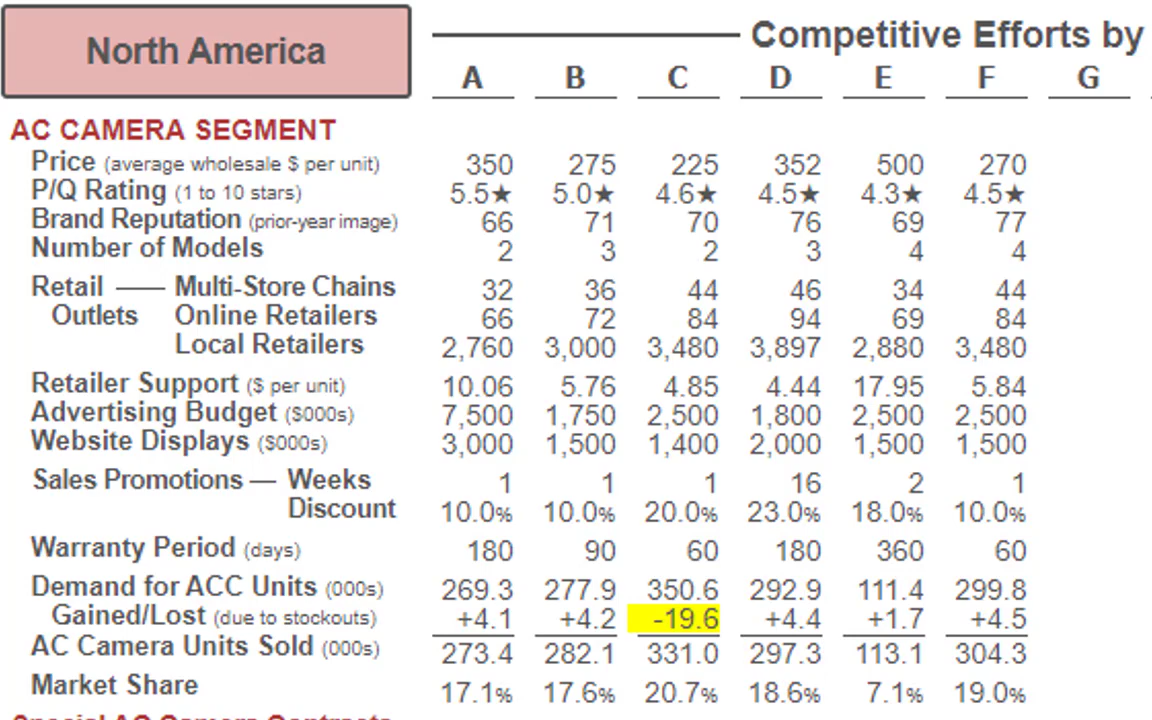 North America
Competitive Efforts by
A B C D E F G
AC CAMERA SEGMENT
Price (average wholesale $ per unit) 350 275 225 352 500 270
P/Q Rating (1 to 10 stars) 5.5★ 5.0★ 4.6★ 4.5★ 4.3★ 4.5★
Brand Reputation (prior-year image) 66 71 70 76 69 77
Number of Models 2 3 2 3 4 4
Retail —— Multi-Store Chains 32 36 44 46 34 44
Outlets Online Retailers 66 72 84 94 69 84
Local Retailers 2,760 3,000 3,480 3,897 2,880 3,480
Retailer Support ($ per unit) 10.06 5.76 4.85 4.44 17.95 5.84
Advertising Budget ($000s) 7,500 1,750 2,500 1,800 2,500 2,500
Website Displays ($000s) 3,000 1,500 1,400 2,000 1,500 1,500
Sales Promotions — Weeks 1 1 1 16 2 1
Discount 10.0% 10.0% 20.0% 23.0% 18.0% 10.0%
Warranty Period (days) 180 90 60 180 360 60
Demand for ACC Units (000s) 269.3 277.9 350.6 292.9 111.4 299.8
Gained/Lost (due to stockouts) +4.1 +4.2 -19.6 +4.4 +1.7 +4.5
AC Camera Units Sold (000s) 273.4 282.1 331.0 297.3 113.1 304.3
Market Share 17.1% 17.6% 20.7% 18.6% 7.1% 19.0%
Special AC Camera Contracts